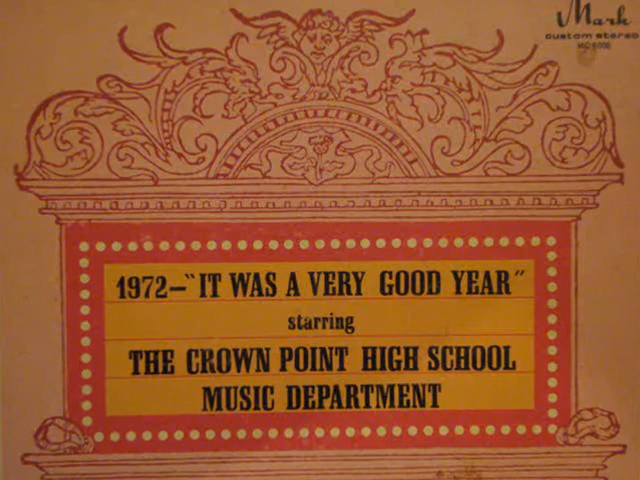 Mark
custom stereo
1972—"IT WAS A VERY GOOD YEAR"
starring
THE CROWN POINT HIGH SCHOOL
MUSIC DEPARTMENT